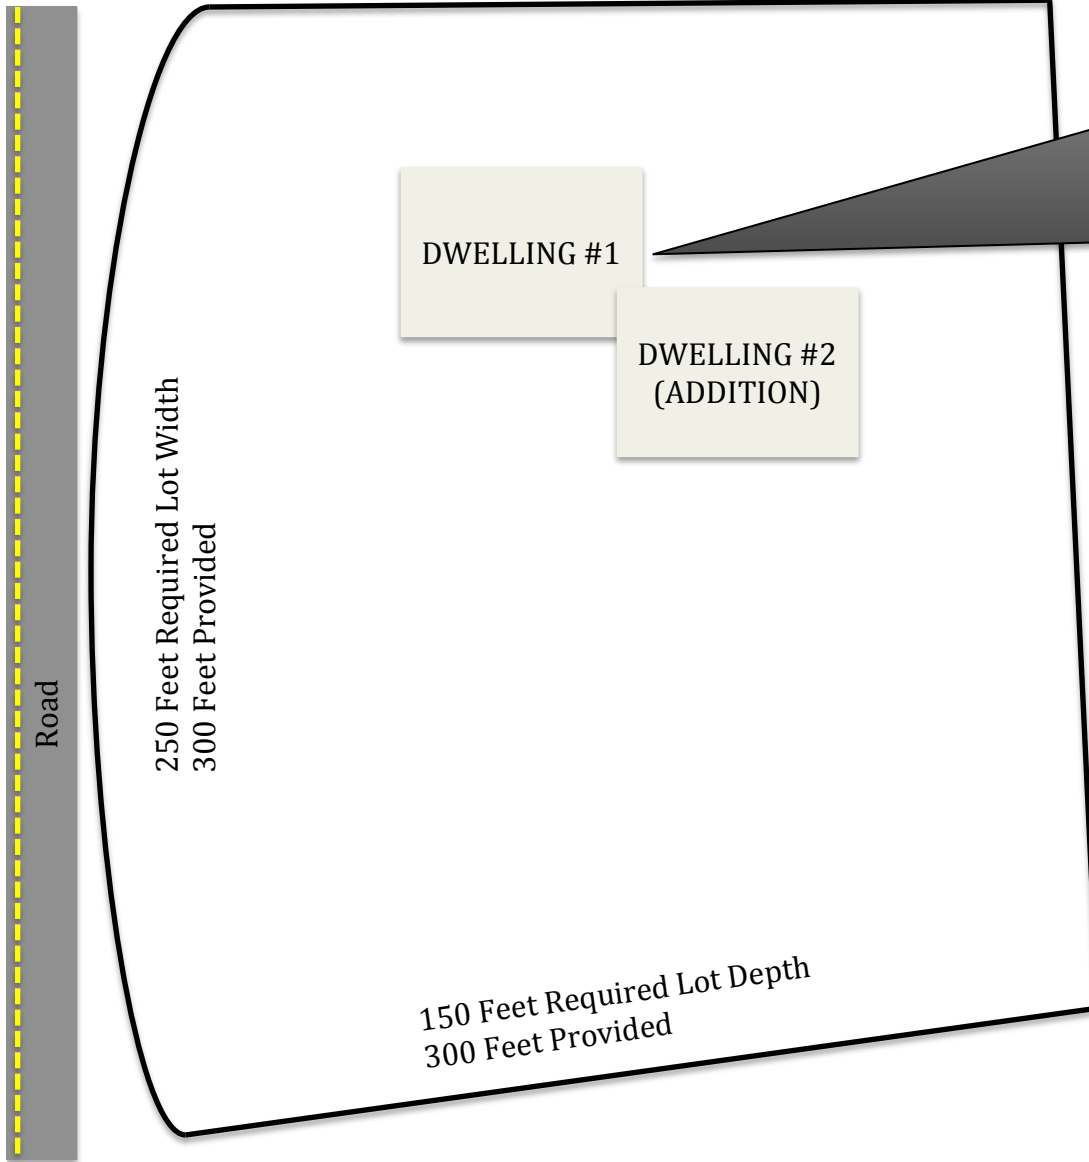 DWELLING #1
DWELLING #2
(ADDITION)
250 Feet Required Lot Width
300 Feet Provided
Road
150 Feet Required Lot Depth
300 Feet Provided